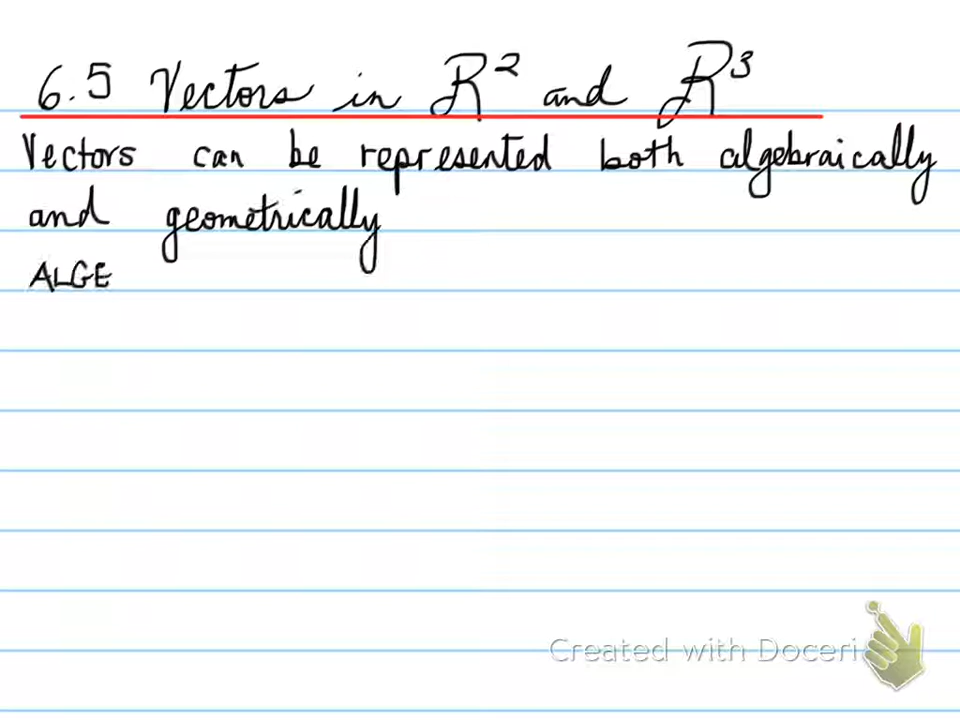 6.5 Vectors in R² and R³
Vectors can be represented both algebraically
and geometrically
ALGE
Created with Doceri